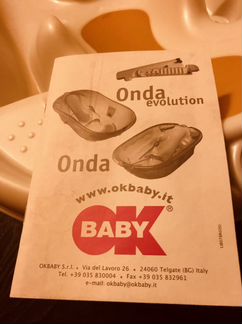 Onda
evolution
Onda
www.okbaby.it
OK
BABY
®
OKBABY S.r.l. • Via del Lavoro 26 • 24060 Telgate (BG) Italy
Tel. +39 035 830004 • Fax +39 035 832961
e-mail: okbaby@okbaby.it